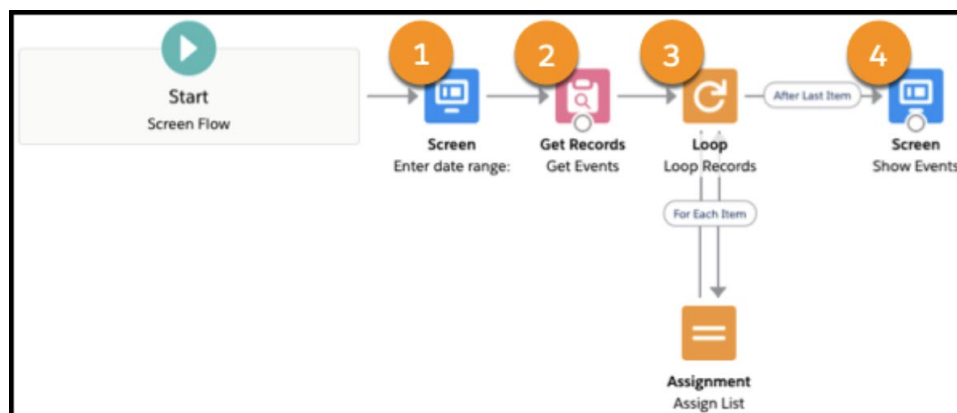 1
2
3
4
Start
Screen Flow
After Last Item
Screen
Enter date range:
Get Records
Get Events
Loop
Loop Records
Screen
Show Events
For Each Item
Assignment
Assign List